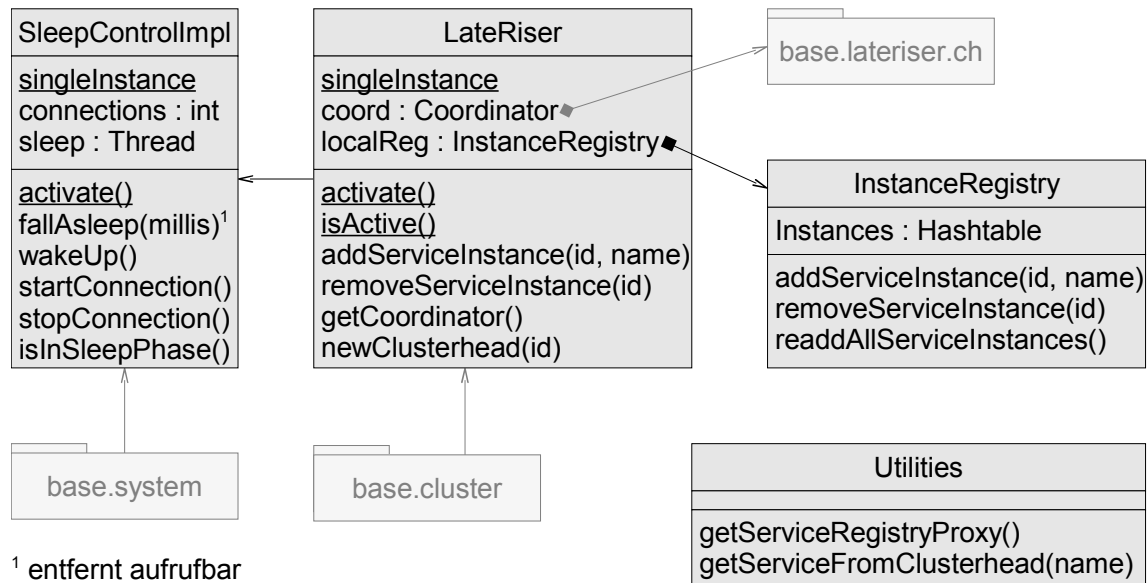 SleepControlImpl
singleInstance
connections : int
sleep : Thread
activate()
fallAsleep(millis)¹
wakeUp()
startConnection()
stopConnection()
isInSleepPhase()
LateRiser
singleInstance
coord : Coordinator
localReg : InstanceRegistry
activate()
isActive()
addServiceInstance(id, name)
removeServiceInstance(id)
getCoordinator()
newClusterhead(id)
base.lateriser.ch
InstanceRegistry
Instances : Hashtable
addServiceInstance(id, name)
removeServiceInstance(id)
readdAllServiceInstances()
base.system
base.cluster
Utilities
getServiceRegistryProxy()
getServiceFromClusterhead(name)
¹ entfernt aufrufbar